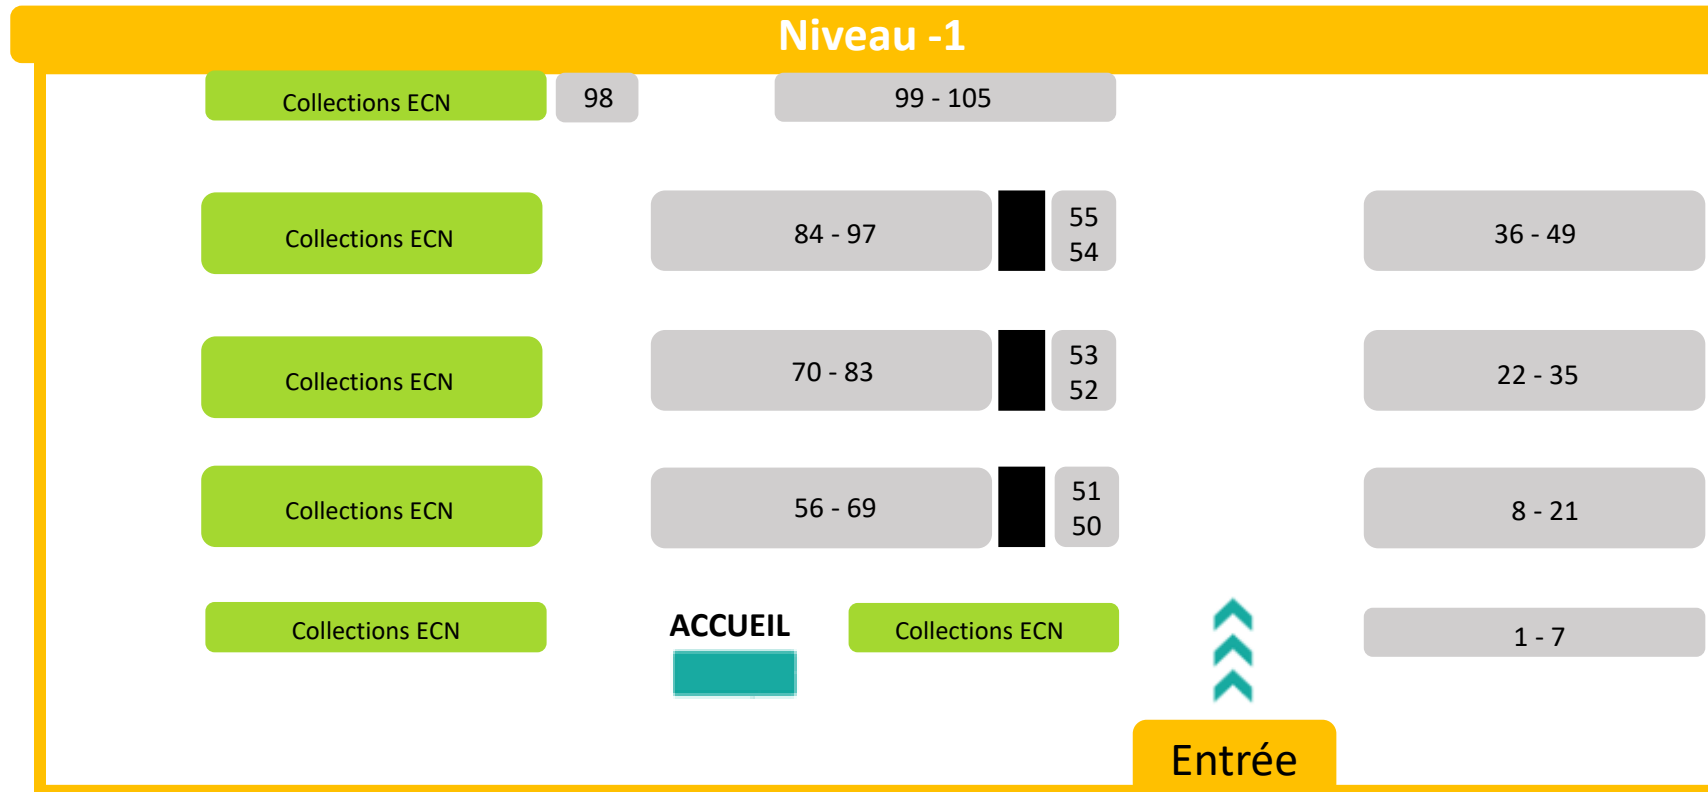 Niveau -1
Collections ECN
98
99 - 105
Collections ECN
84 - 97
55
54
36 - 49
Collections ECN
70 - 83
53
52
22 - 35
Collections ECN
56 - 69
51
50
8 - 21
Collections ECN
ACCUEIL
Collections ECN
1 - 7
Entrée